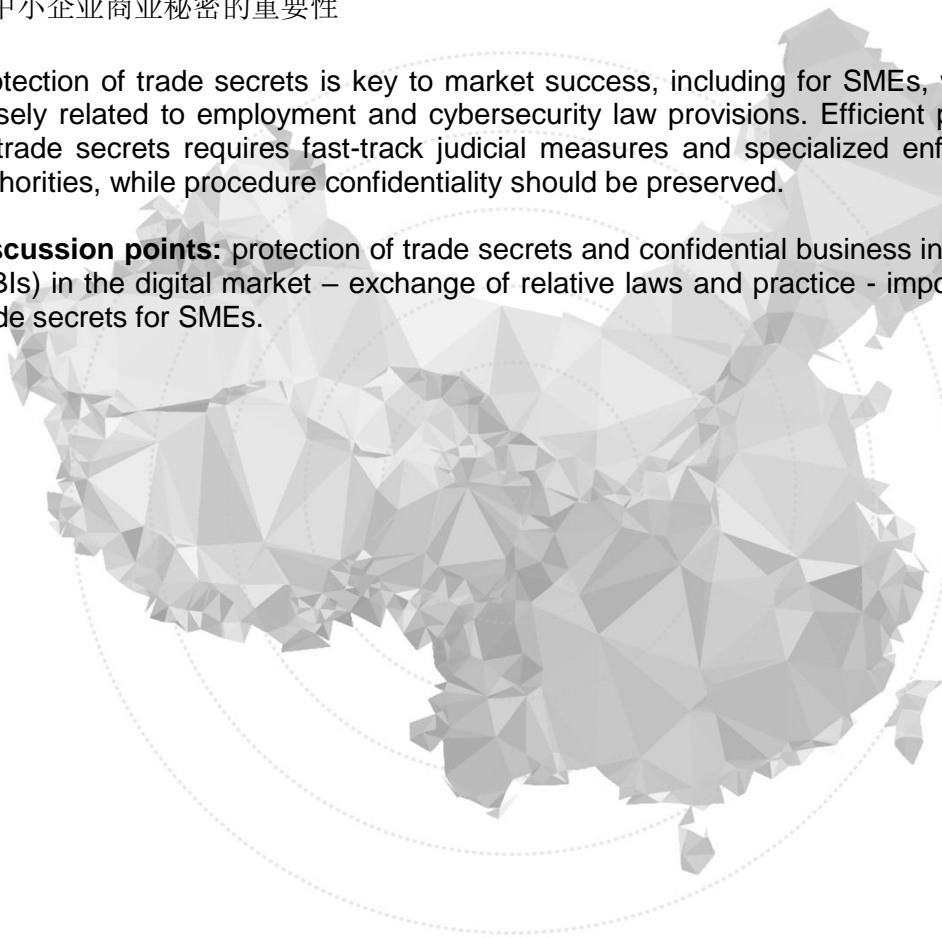 中小企业商业秘密的重要性
otection of trade secrets is key to market success, including for SMEs,
sely related to employment and cybersecurity law provisions. Efficient
trade secrets requires fast-track judicial measures and specialized enf
thorities, while procedure confidentiality should be preserved.
scussion points: protection of trade secrets and confidential business in
BIs) in the digital market – exchange of relative laws and practice - impo
de secrets for SMEs.